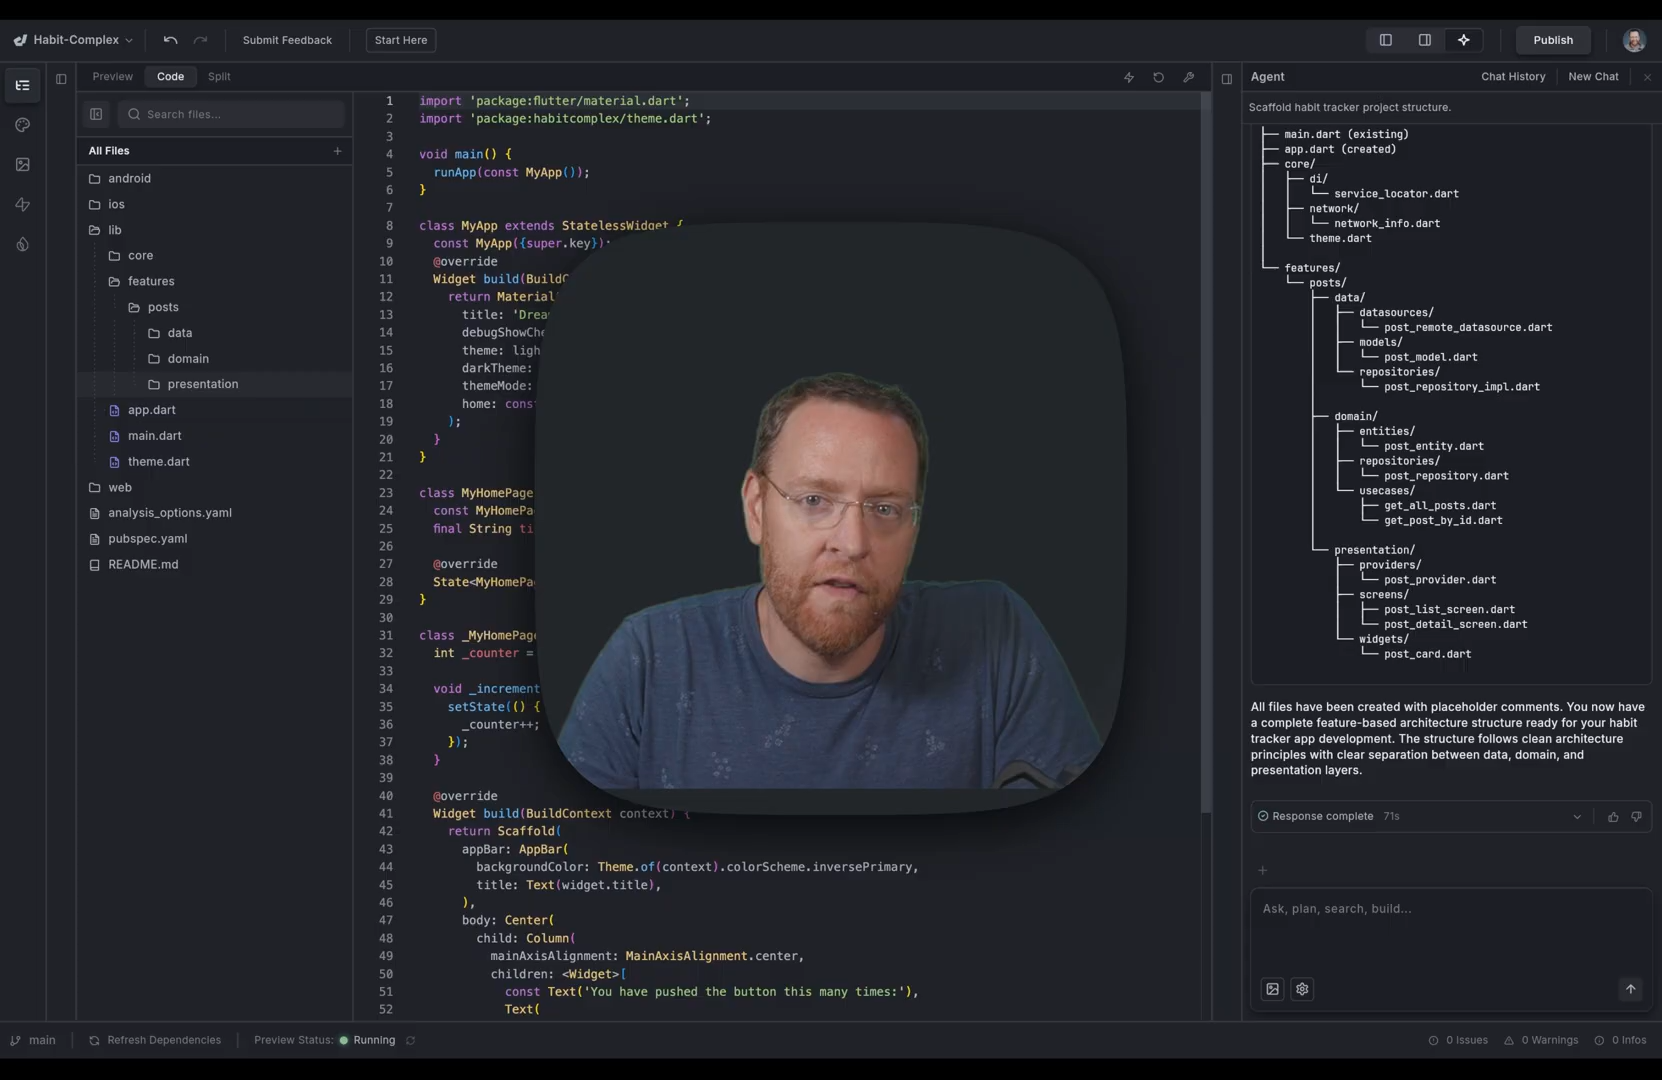 Habit-Complex
Submit Feedback
Start Here
Publish
Preview
Code
Split
Agent
Chat History
New Chat
Search files...
All Files
android
ios
lib
core
features
posts
data
domain
presentation
app.dart
main.dart
theme.dart
web
analysis_options.yaml
pubspec.yaml
README.md
1 import 'package:flutter/material.dart';
2 import 'package:habitcomplex/theme.dart';
3
4 void main() {
5 runApp(const MyApp());
6 }
7
8 class MyApp extends StatelessWidget {
9 const MyApp({super.key});
10 @override
11 Widget build(BuildC
12 return Material
13 title: 'Drea
14 debugShowChe
15 theme: ligh
16 darkTheme:
17 themeMode:
18 home: const
19 );
20 }
21 }
22
23 class MyHomePage
24 const MyHomePa
25 final String ti
26
27 @override
28 State<MyHomePa
29 }
30
31 class _MyHomePage
32 int _counter =
33
34 void _increment
35 setState(() {
36 _counter++;
37 });
38 }
39
40 @override
41 Widget build(BuildContext context) {
42 return Scaffold(
43 appBar: AppBar(
44 backgroundColor: Theme.of(context).colorScheme.inversePrimary,
45 title: Text(widget.title),
46 ),
47 body: Center(
48 child: Column(
49 mainAxisAlignment: MainAxisAlignment.center,
50 children: <Widget>[
51 const Text('You have pushed the button this many times:'),
52 Text(
Scaffold habit tracker project structure.
├── main.dart (existing)
├── app.dart (created)
├── core/
│ ├── di/
│ │ └── service_locator.dart
│ ├── network/
│ │ └── network_info.dart
│ └── theme.dart
│
└── features/
└── posts/
├── data/
│ ├── datasources/
│ │ └── post_remote_datasource.dart
│ ├── models/
│ │ └── post_model.dart
│ └── repositories/
│ └── post_repository_impl.dart
│
├── domain/
│ ├── entities/
│ │ └── post_entity.dart
│ ├── repositories/
│ │ └── post_repository.dart
│ └── usecases/
│ ├── get_all_posts.dart
│ └── get_post_by_id.dart
│
└── presentation/
├── providers/
│ └── post_provider.dart
├── screens/
│ ├── post_list_screen.dart
│ └── post_detail_screen.dart
└── widgets/
└── post_card.dart
All files have been created with placeholder comments. You now have
a complete feature-based architecture structure ready for your habit
tracker app development. The structure follows clean architecture
principles with clear separation between data, domain, and
presentation layers.
Response complete 71s
Ask, plan, search, build...
main
Refresh Dependencies
Preview Status: Running
0 Issues
0 Warnings
0 Infos